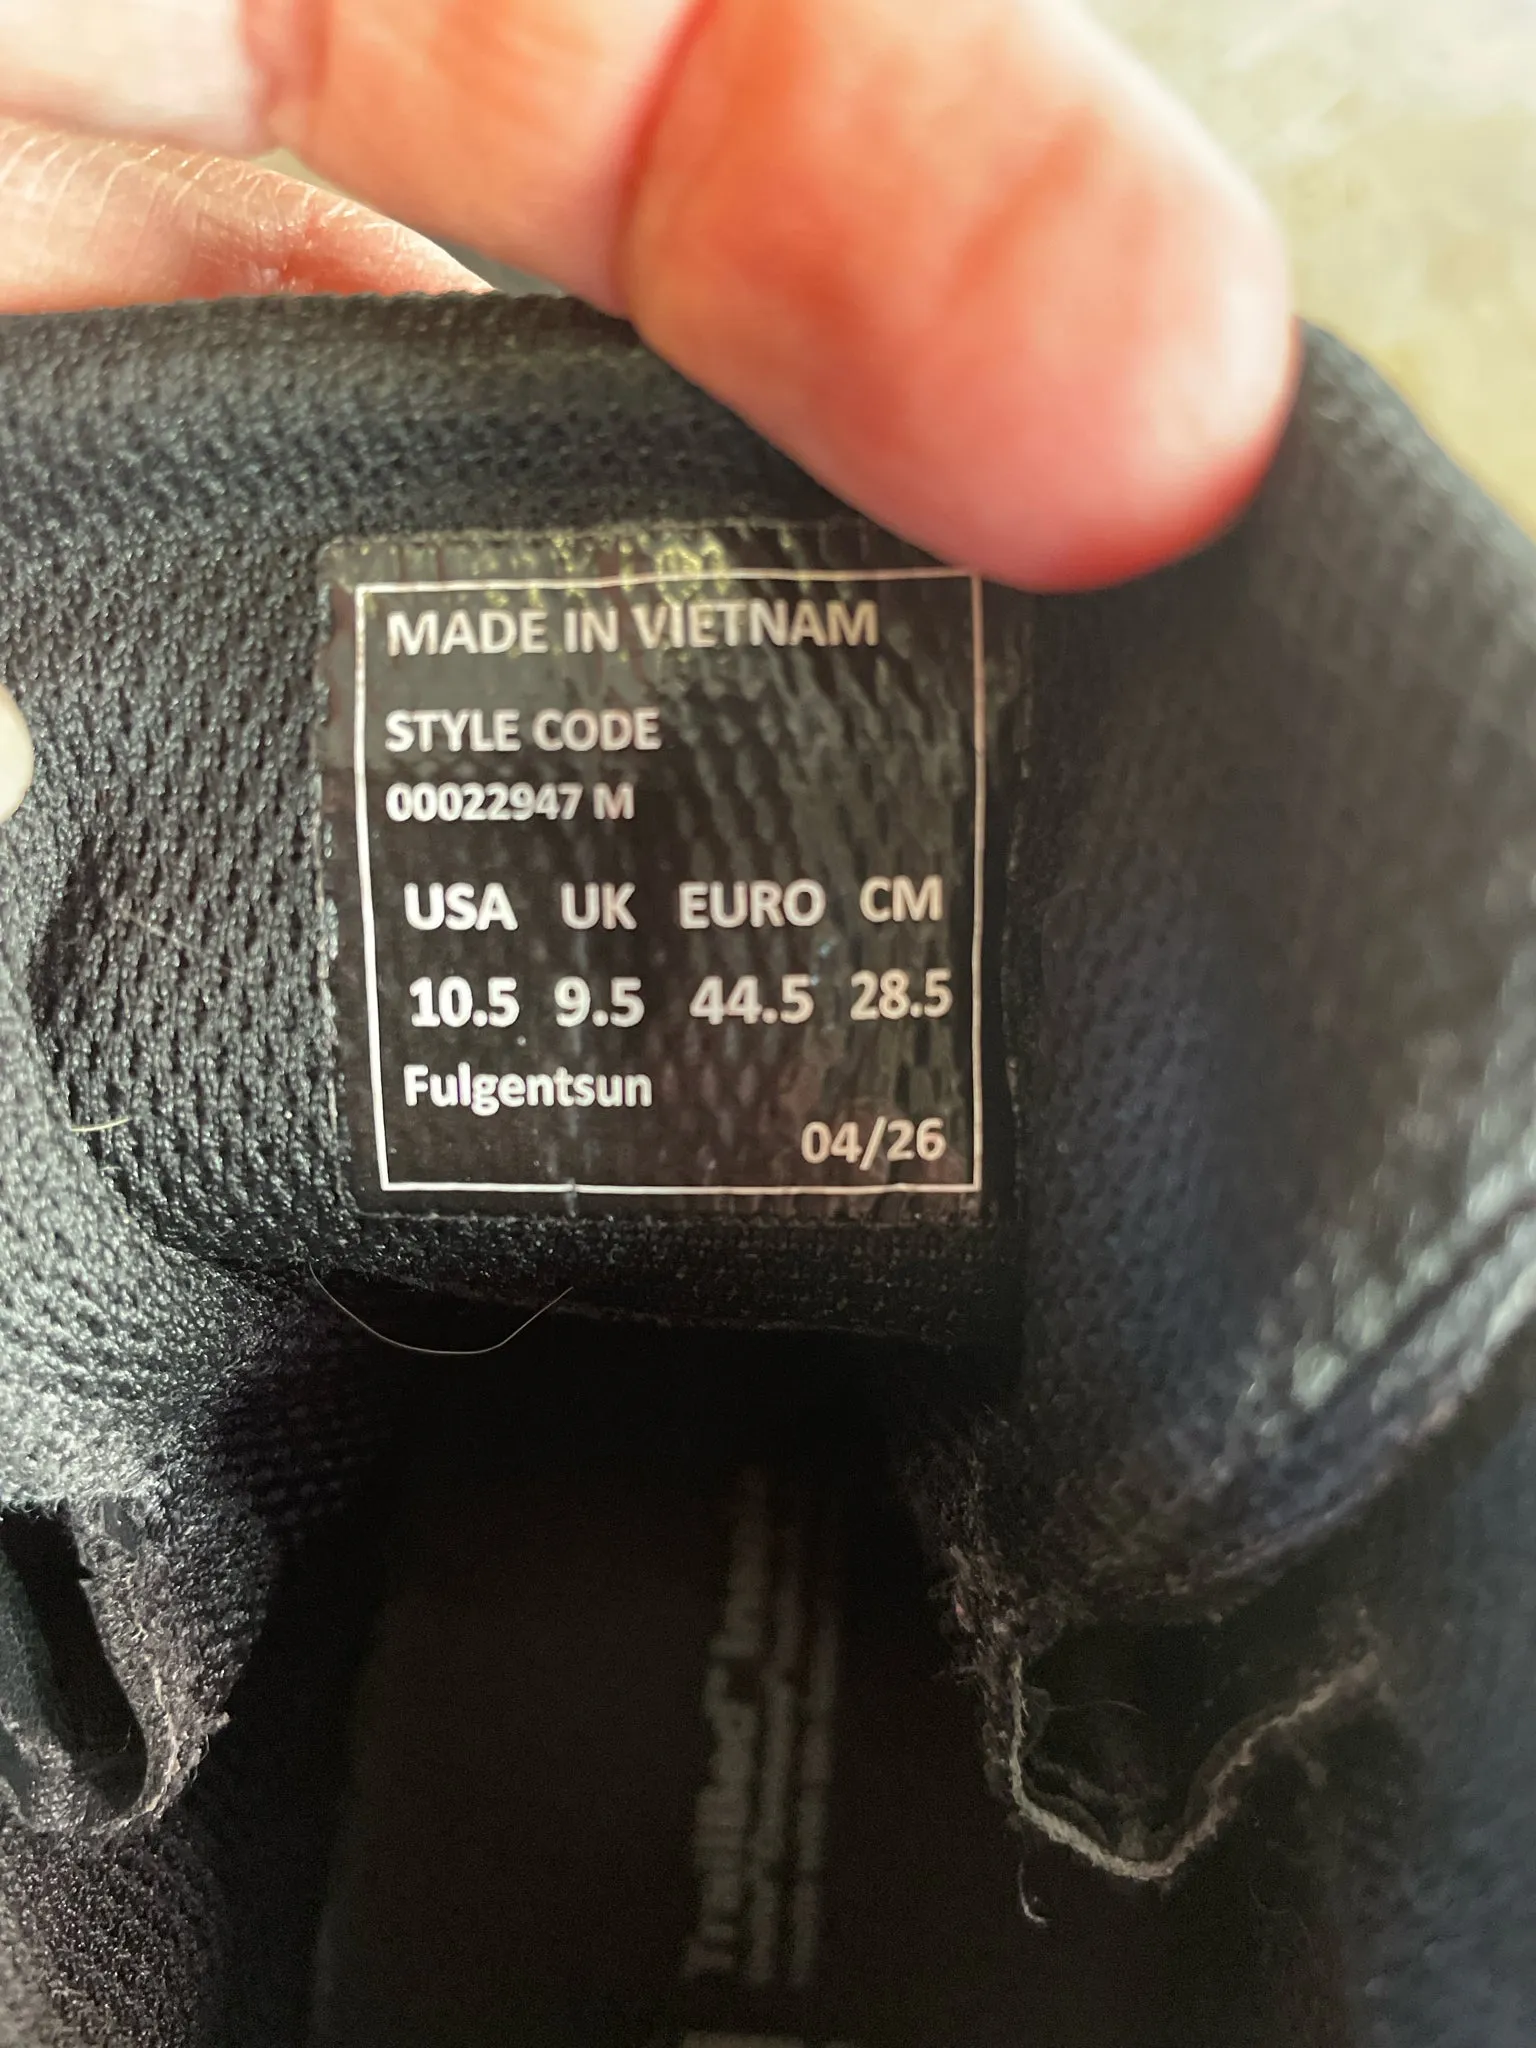 MADE IN VIETNAM
STYLE CODE
00022947 M
USA UK EURO CM
10.5 9.5 44.5 28.5
Fulgentsun
04/26